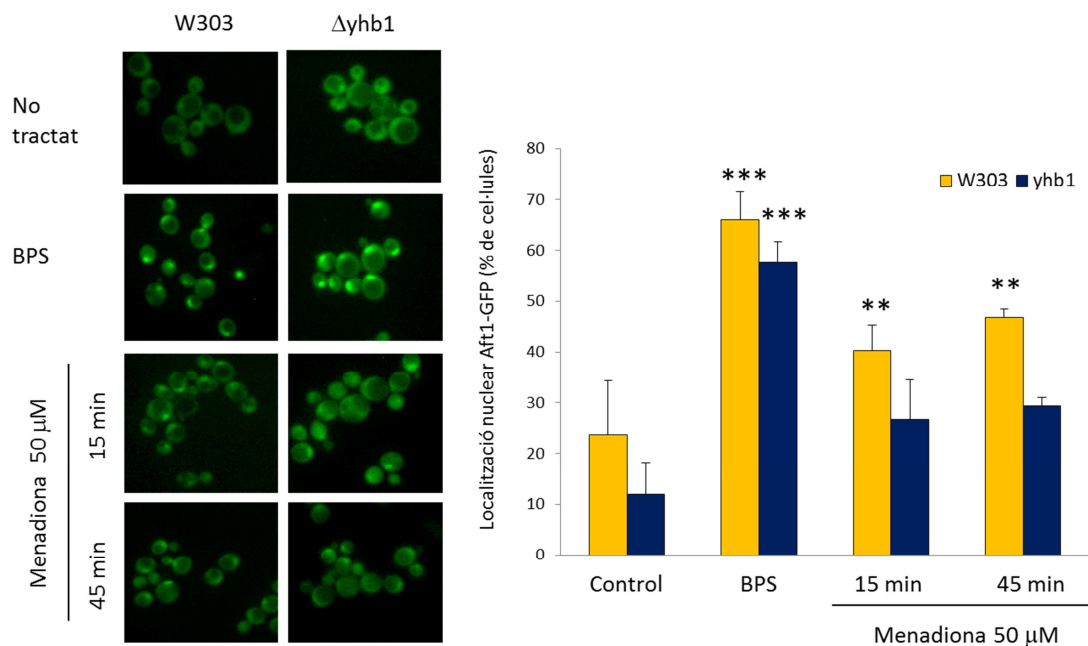 W303
Δyhb1
No
tractat
BPS
Menadiona 50 μM
15 min
45 min
Localització nuclear Aft1-GFP (% de cel·lules)
80
70
60
50
40
30
20
10
0
W303
yhb1
***
***
**
**
Control
BPS
15 min
45 min
Menadiona 50 μM